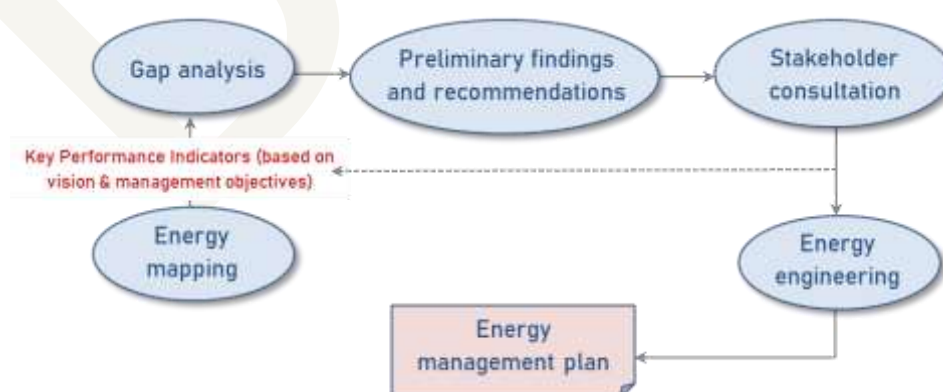 Gap analysis
Preliminary findings
and recommendations
Stakeholder
consultation
Key Performance Indicators (based on
vision & management objectives)
Energy
mapping
Energy
engineering
Energy
management plan